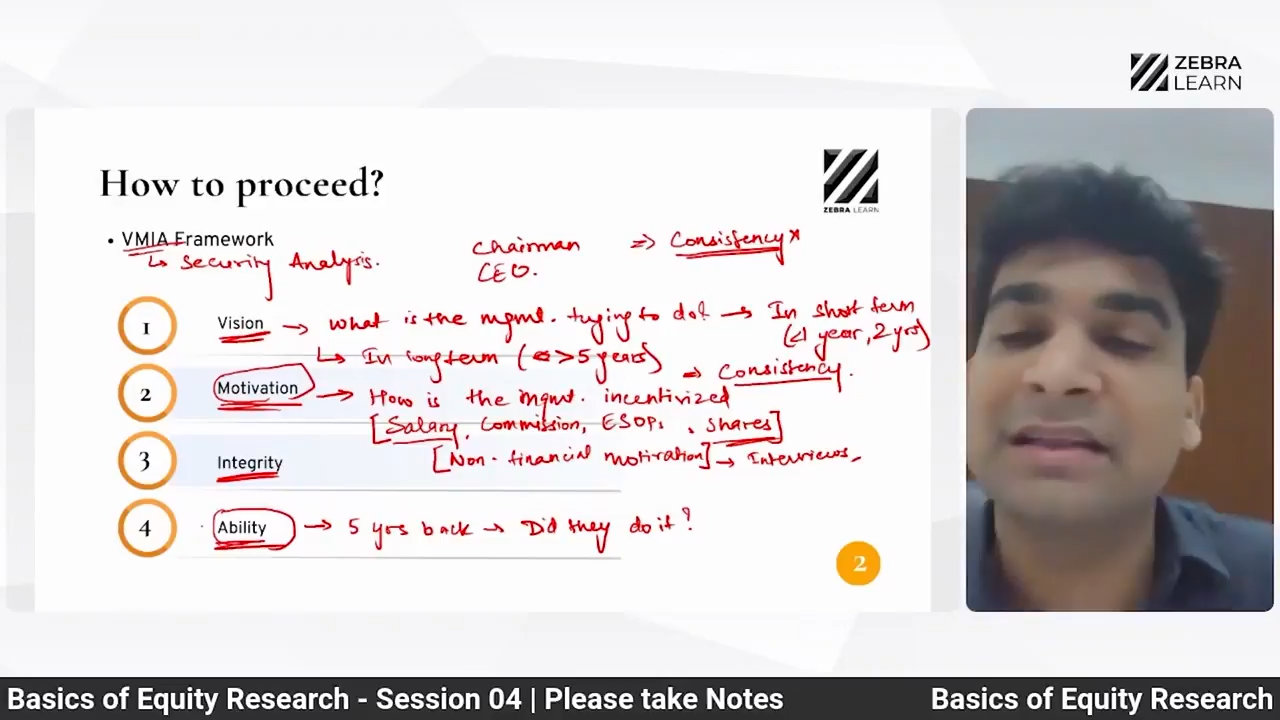 ZEBRA
LEARN
How to proceed?
ZEBRA LEARN
• VMIA Framework
↳ Security Analysis.
Chairman ⇒ Consistency*
CEO.
1 Vision → What is the mgmt. trying to do? → In short term
(<1 year, 2 yrs)
↳ In long term (>5 years)
⇒ Consistency.
2 Motivation → How is the mgmt. incentivized
[Salary, Commission, ESOPs, shares]
3 Integrity [Non-financial motivation] → Interviews.
4 Ability → 5 yrs back → Did they do it?
2
Basics of Equity Research - Session 04 | Please take Notes
Basics of Equity Research